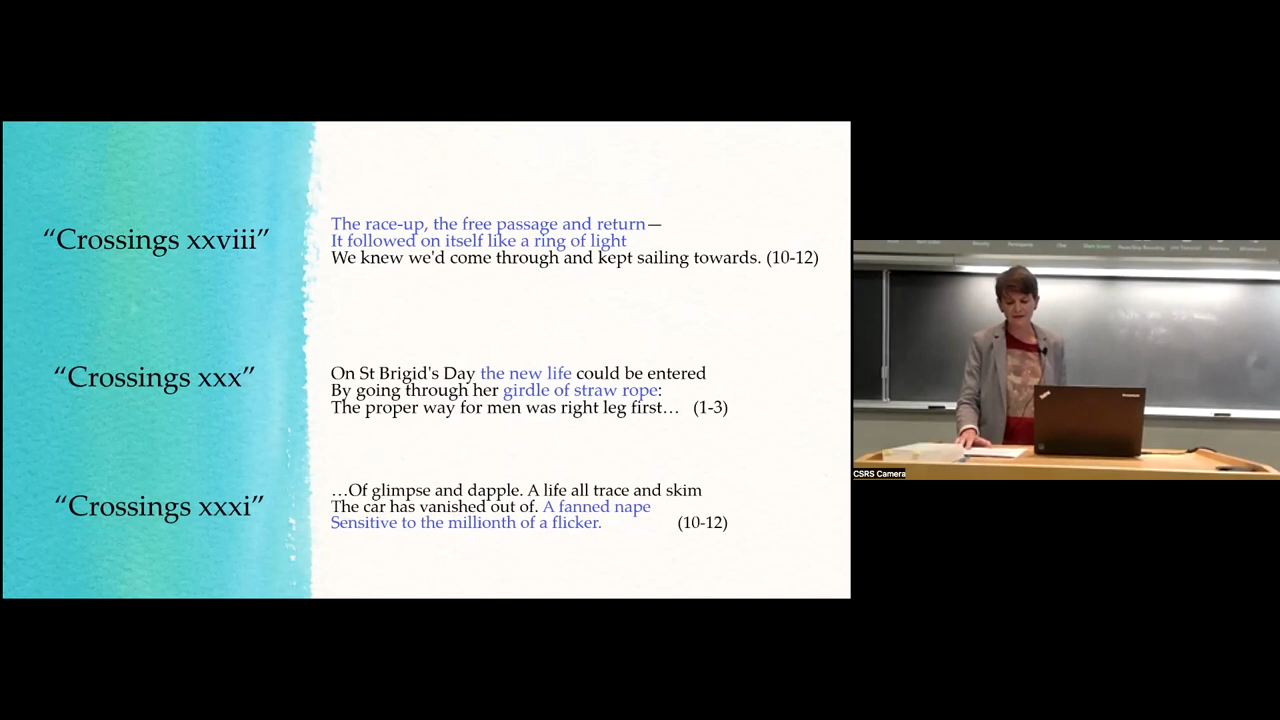 “Crossings xxviii”
The race-up, the free passage and return—
It followed on itself like a ring of light
We knew we'd come through and kept sailing towards. (10-12)
“Crossings xxx”
On St Brigid's Day the new life could be entered
By going through her girdle of straw rope:
The proper way for men was right leg first… (1-3)
“Crossings xxxi”
…Of glimpse and dapple. A life all trace and skim
The car has vanished out of. A fanned nape
Sensitive to the millionth of a flicker. (10-12)
CSRS Camera